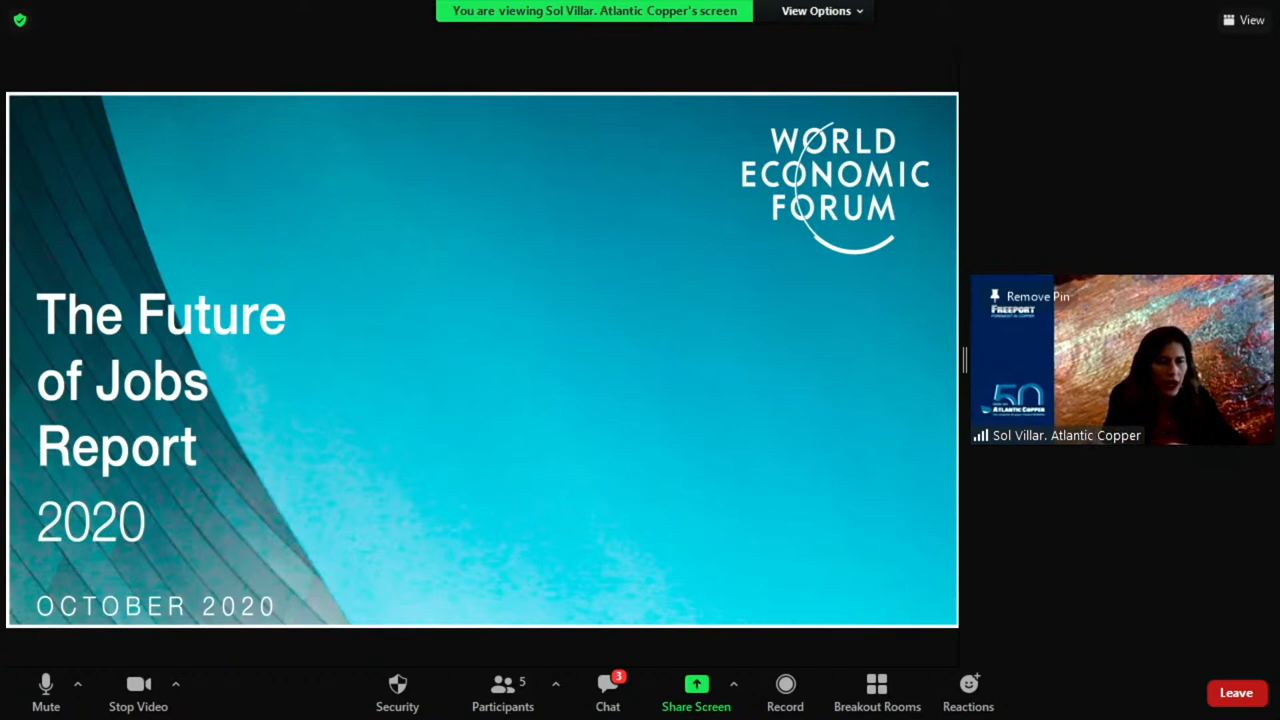 You are viewing Sol Villar. Atlantic Copper's screen
View Options
View
WORLD
ECONOMIC
FORUM
The Future
of Jobs
Report
2020
OCTOBER 2020
Remove Pin
FREEPORT
50
ATLANTIC COPPER
Sol Villar. Atlantic Copper
Mute
Stop Video
Security
5
Participants
3
Chat
Share Screen
Record
Breakout Rooms
Reactions
Leave